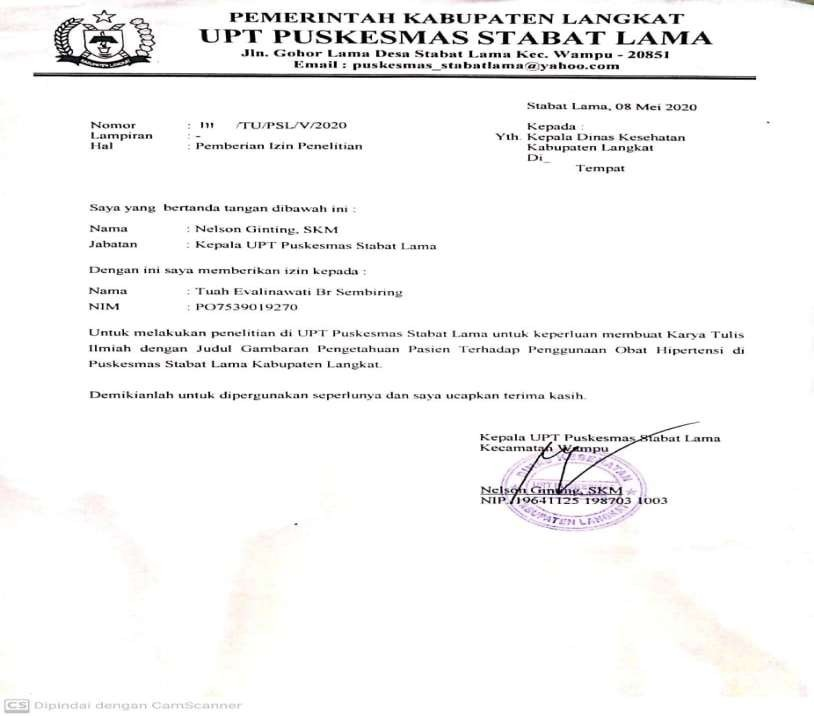 PEMERINTAH KABUPATEN LANGKAT
UPT PUSKESMAS STABAT LAMA
Jln. Gohor Lama Desa Stabat Lama Kec. Wampu - 20851
Email : puskesmas_stabatlama@yahoo.com
Stabat Lama, 08 Mei 2020
Nomor : 111 /TU/PSL/V/2020
Lampiran : -
Hal : Pemberian Izin Penelitian
Kepada :
Yth. Kepala Dinas Kesehatan
Kabupaten Langkat
Di_
Tempat
Saya yang bertanda tangan dibawah ini :
Nama : Nelson Ginting, SKM
Jabatan : Kepala UPT Puskesmas Stabat Lama
Dengan ini saya memberikan izin kepada :
Nama : Tuah Evalinawati Br Sembiring
NIM : PO7539019270
Untuk melakukan penelitian di UPT Puskesmas Stabat Lama untuk keperluan membuat Karya Tulis
Ilmiah dengan Judul Gambaran Pengetahuan Pasien Terhadap Penggunaan Obat Hipertensi di
Puskesmas Stabat Lama Kabupaten Langkat.
Demikianlah untuk dipergunakan seperlunya dan saya ucapkan terima kasih.
Kepala UPT Puskesmas Stabat Lama
Kecamatan Wampu
DINAS KESEHATAN
Nelson Ginting, SKM
NIP. 19641125 198703 1003
KABUPATEN LANGKAT
CS Dipindai dengan CamScanner